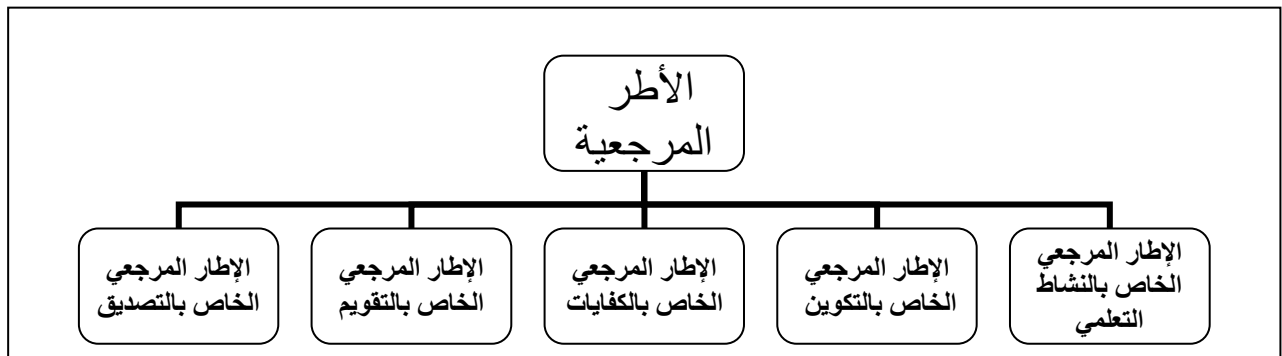 الأطر
المرجعية
الإطار المرجعي
الخاص بالنشاط
التعلمي
الإطار المرجعي
الخاص بالتكوين
الإطار المرجعي
الخاص بالكفايات
الإطار المرجعي
الخاص بالتقويم
الإطار المرجعي
الخاص بالتصديق